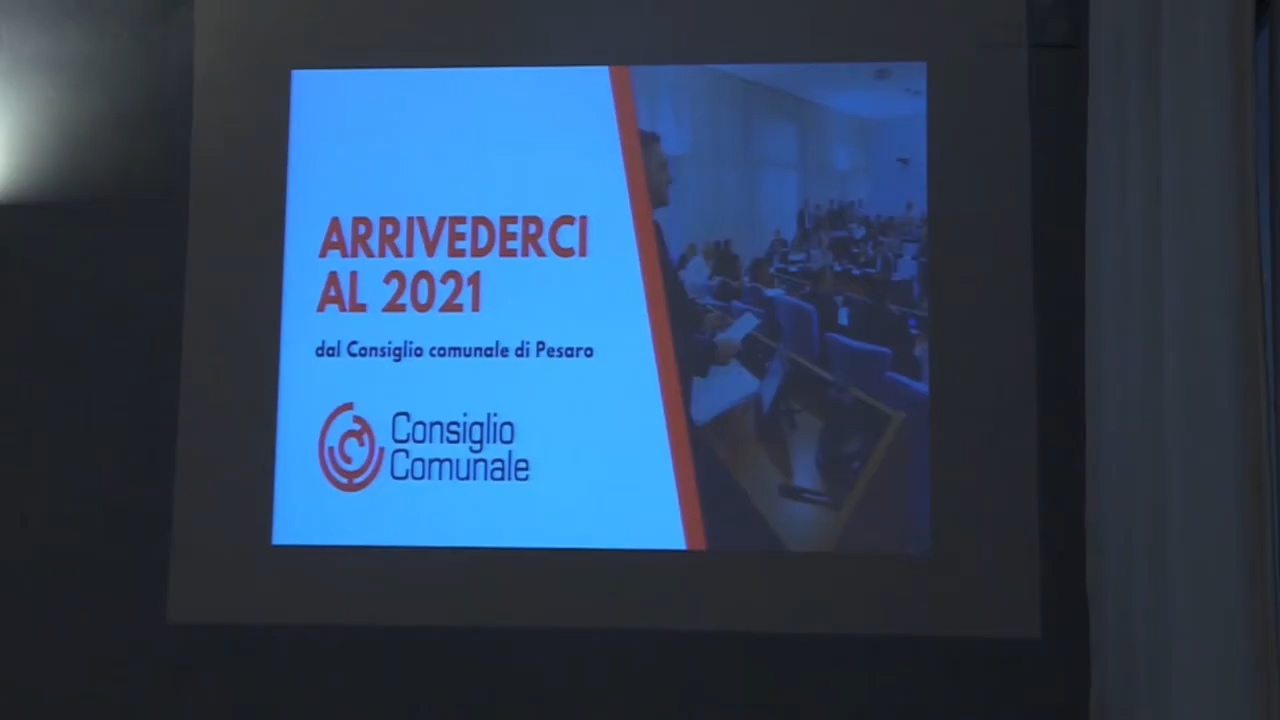 ARRIVEDERCI
AL 2021
dal Consiglio comunale di Pesaro
Consiglio
Comunale